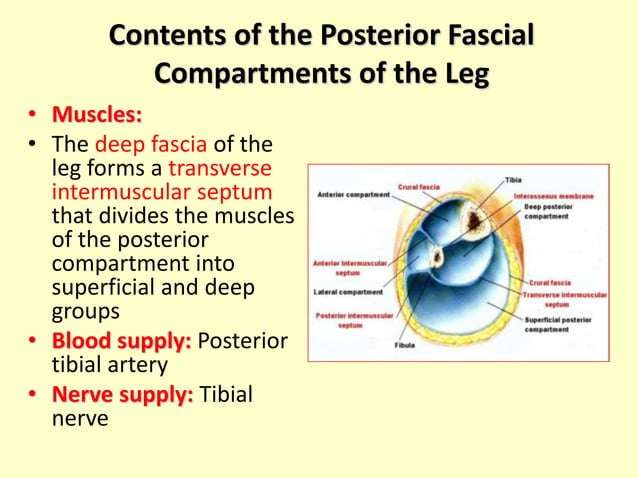 Contents of the Posterior Fascial
Compartments of the Leg
• Muscles:
• The deep fascia of the
leg forms a transverse
intermuscular septum
that divides the muscles
of the posterior
compartment into
superficial and deep
groups
• Blood supply: Posterior
tibial artery
• Nerve supply: Tibial
nerve
Tibia
Crural fascia
Anterior compartment
Interosseous membrane
Deep posterior
compartment
Anterior intermuscular
septum
Lateral compartment
Posterior intermuscular
septum
Fibula
Crural fascia
Transverse intermuscular
septum
Superficial posterior
compartment